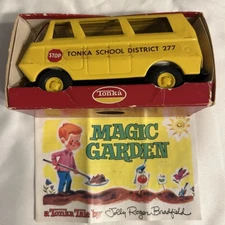 STOP
TONKA SCHOOL DISTRICT 277
Tonka
MAGIC
GARDEN
a Tonka Tale by Jolly Roger Bradfield